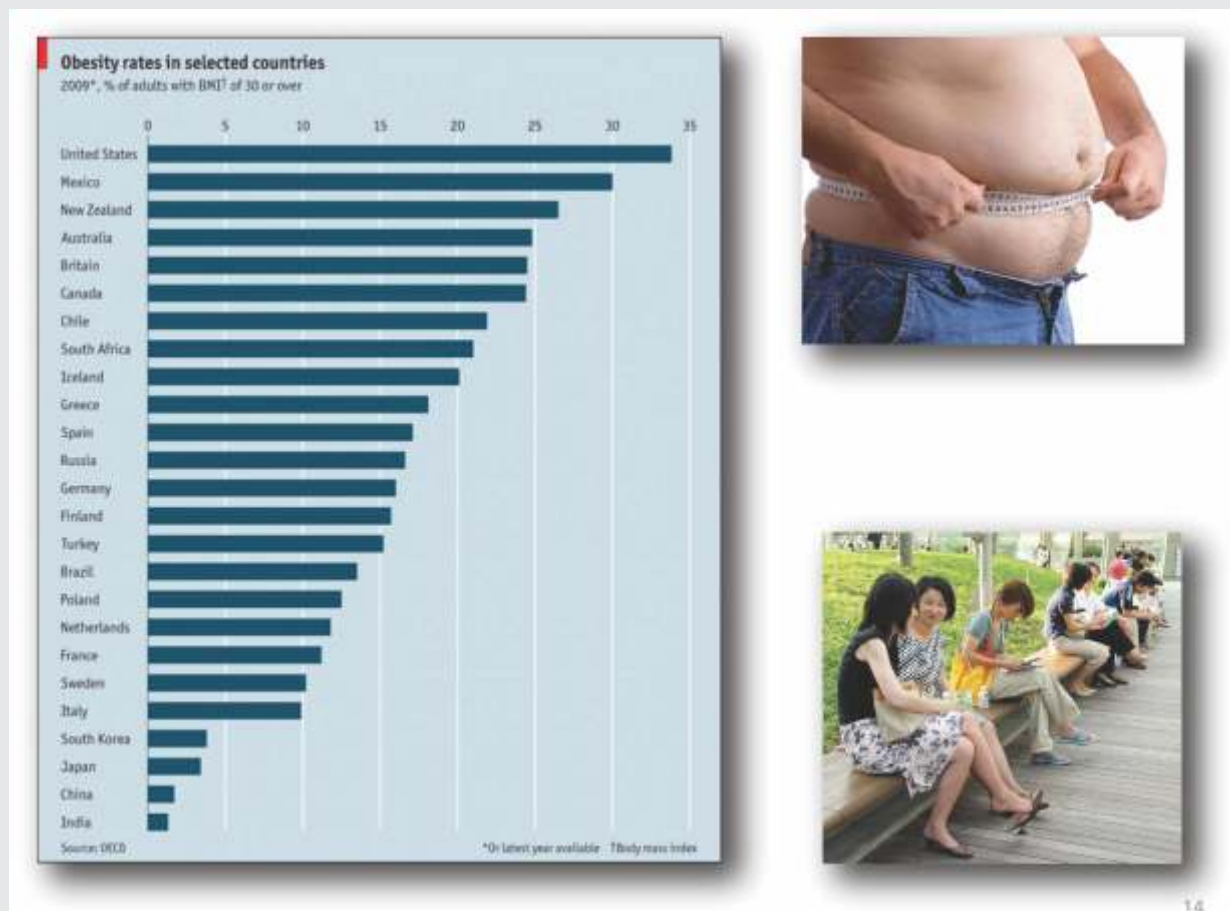 Obesity rates in selected countries
2009*, % of adults with BMI† of 30 or over
0 5 10 15 20 25 30 35
United States
Mexico
New Zealand
Australia
Britain
Canada
Chile
South Africa
Iceland
Greece
Spain
Russia
Germany
Finland
Turkey
Brazil
Poland
Netherlands
France
Sweden
Italy
South Korea
Japan
China
India
Source: OECD *Or latest year available †Body mass index
14